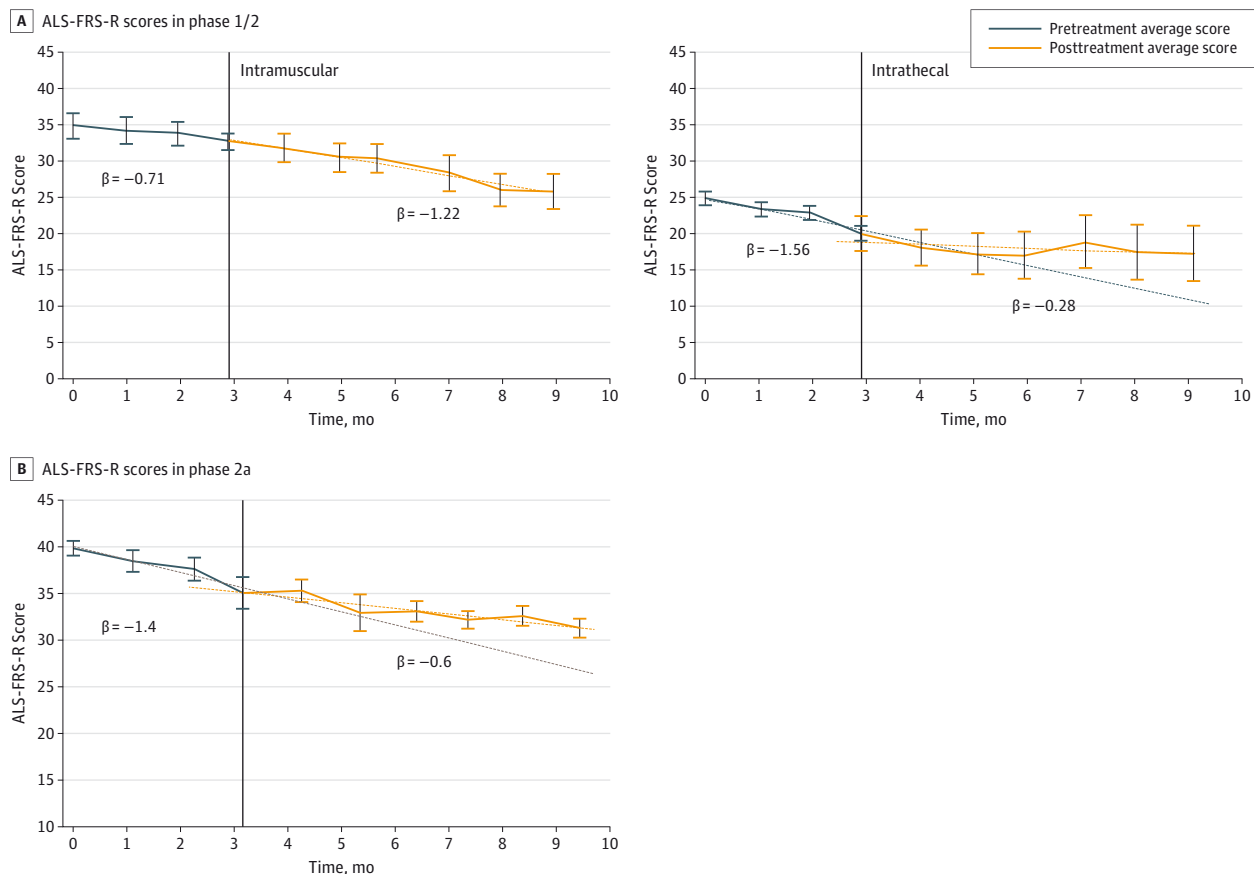 A ALS-FRS-R scores in phase 1/2
Pretreatment average score
Posttreatment average score
45
40
35
30
25
20
15
10
5
0
ALS-FRS-R Score
Intramuscular
β = −0.71
β = −1.22
0 1 2 3 4 5 6 7 8 9 10
Time, mo
45
40
35
30
25
20
15
10
5
0
ALS-FRS-R Score
Intrathecal
β = −1.56
β = −0.28
0 1 2 3 4 5 6 7 8 9 10
Time, mo
B ALS-FRS-R scores in phase 2a
45
40
35
30
25
20
15
10
ALS-FRS-R Score
β = −1.4
β = −0.6
0 1 2 3 4 5 6 7 8 9 10
Time, mo